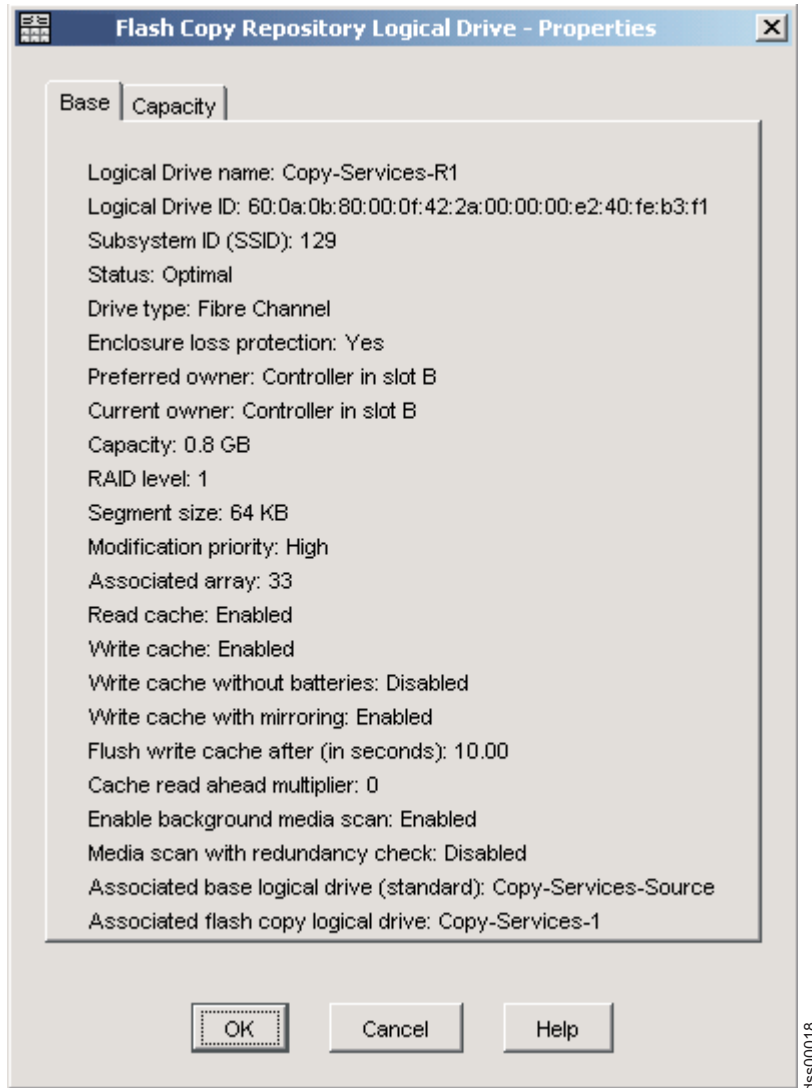 Flash Copy Repository Logical Drive - Properties
Base
Capacity
Logical Drive name: Copy-Services-R1
Logical Drive ID: 60:0a:0b:80:00:0f:42:2a:00:00:00:e2:40:fe:b3:f1
Subsystem ID (SSID): 129
Status: Optimal
Drive type: Fibre Channel
Enclosure loss protection: Yes
Preferred owner: Controller in slot B
Current owner: Controller in slot B
Capacity: 0.8 GB
RAID level: 1
Segment size: 64 KB
Modification priority: High
Associated array: 33
Read cache: Enabled
Write cache: Enabled
Write cache without batteries: Disabled
Write cache with mirroring: Enabled
Flush write cache after (in seconds): 10.00
Cache read ahead multiplier: 0
Enable background media scan: Enabled
Media scan with redundancy check: Disabled
Associated base logical drive (standard): Copy-Services-Source
Associated flash copy logical drive: Copy-Services-1
OK
Cancel
Help
dss00018